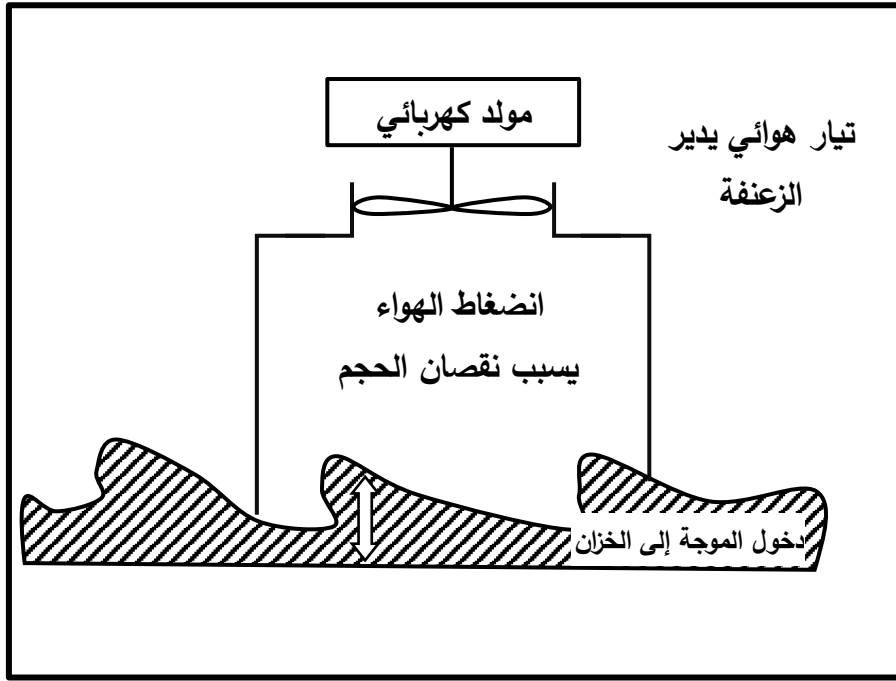 مولد كهربائي
تيار هوائي يدير
الزعنفة
انضغاط الهواء
يسبب نقصان الحجم
دخول الموجة إلى الخزان